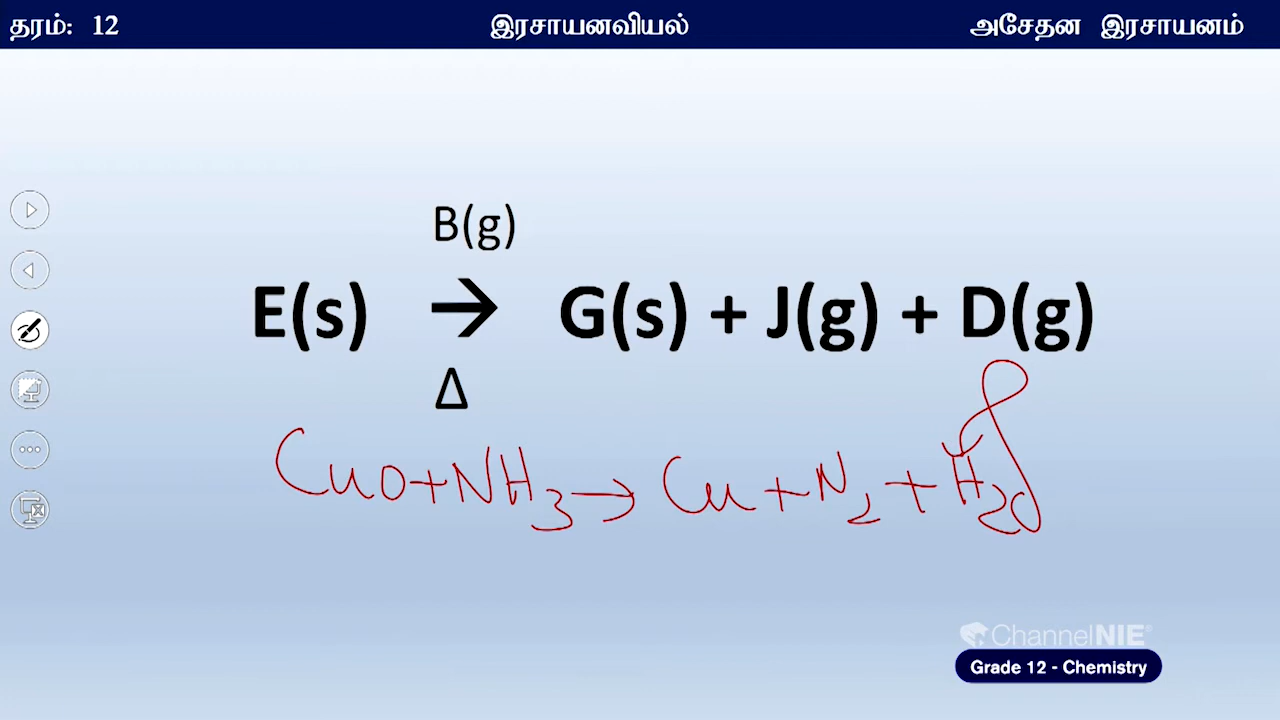 தரம்: 12 இரசாயனவியல் அசேதன இரசாயனம்
B(g)
E(s) → G(s) + J(g) + D(g)
Δ
CuO + NH3 → Cu + N2 + H2O
ChannelNIE
Grade 12 - Chemistry